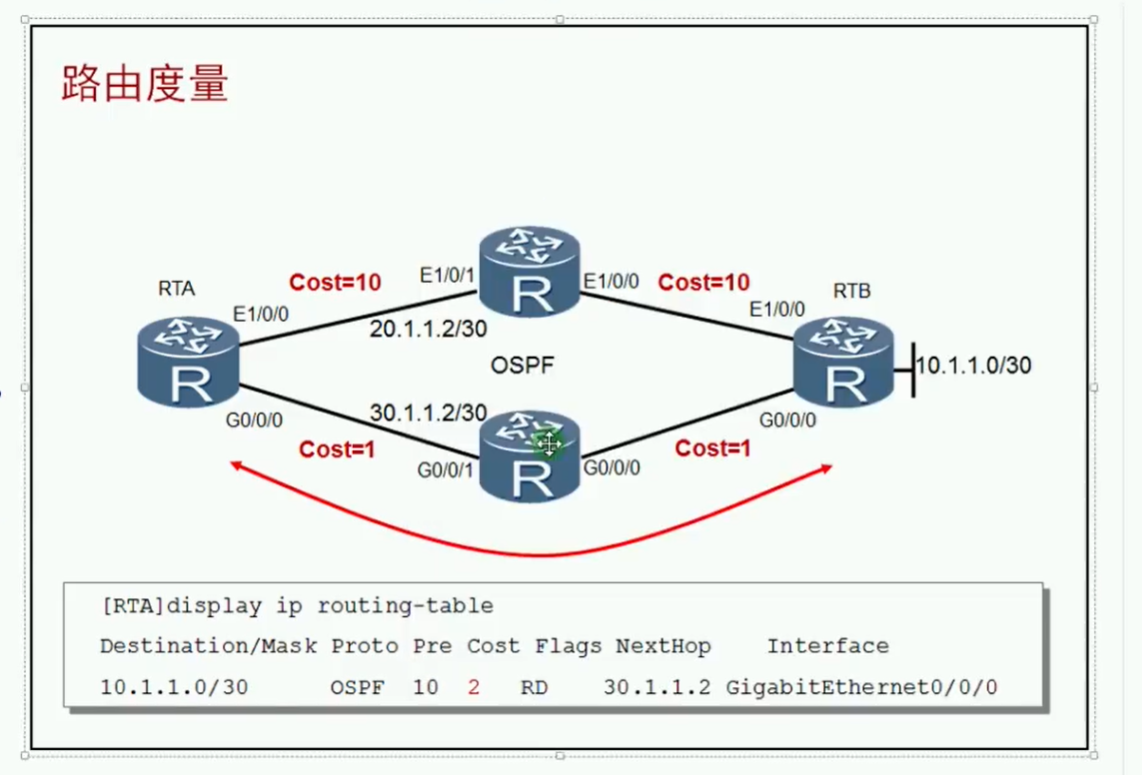 路由度量
Cost=10
E1/0/1
E1/0/0
Cost=10
RTA
RTB
E1/0/0
E1/0/0
20.1.1.2/30
R
OSPF
R
R
10.1.1.0/30
30.1.1.2/30
G0/0/0
G0/0/0
Cost=1
Cost=1
G0/0/1
R
G0/0/0
[RTA]display ip routing-table
Destination/Mask Proto Pre Cost Flags NextHop Interface
10.1.1.0/30 OSPF 10 2 RD 30.1.1.2 GigabitEthernet0/0/0